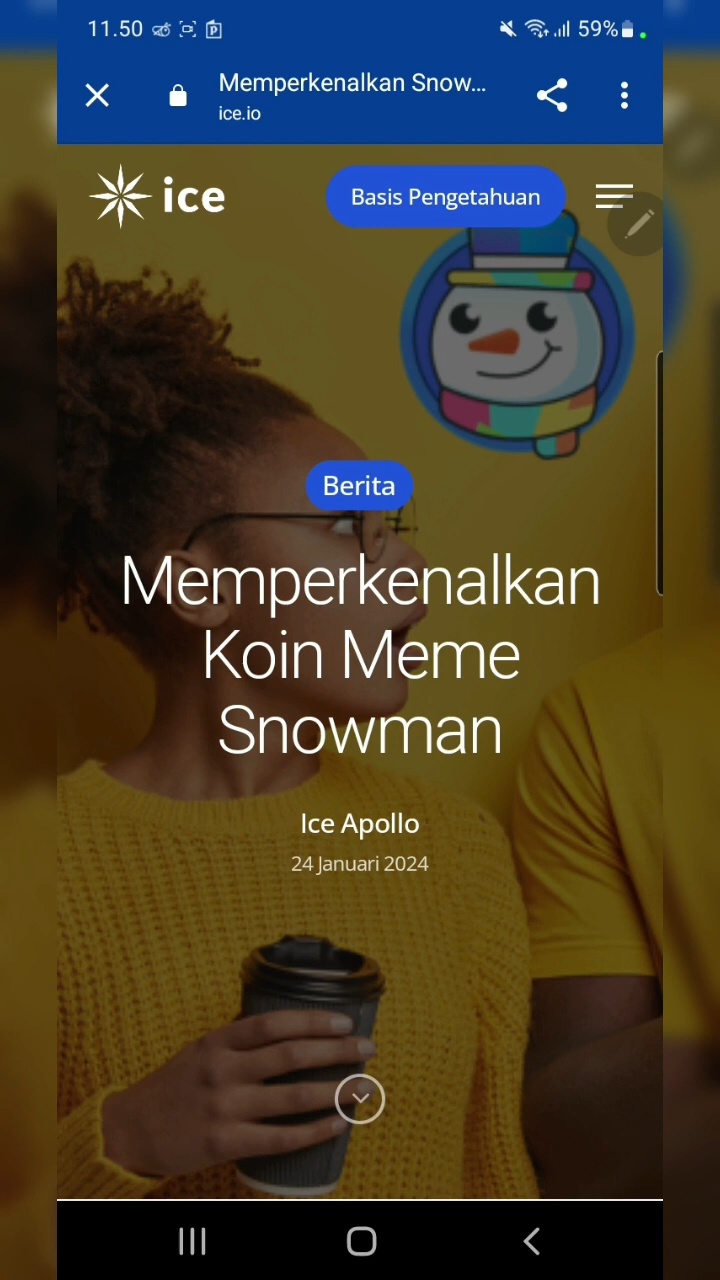 11.50
59%
Memperkenalkan Snow...
ice.io
ice
Basis Pengetahuan
Berita
Memperkenalkan
Koin Meme
Snowman
Ice Apollo
24 Januari 2024